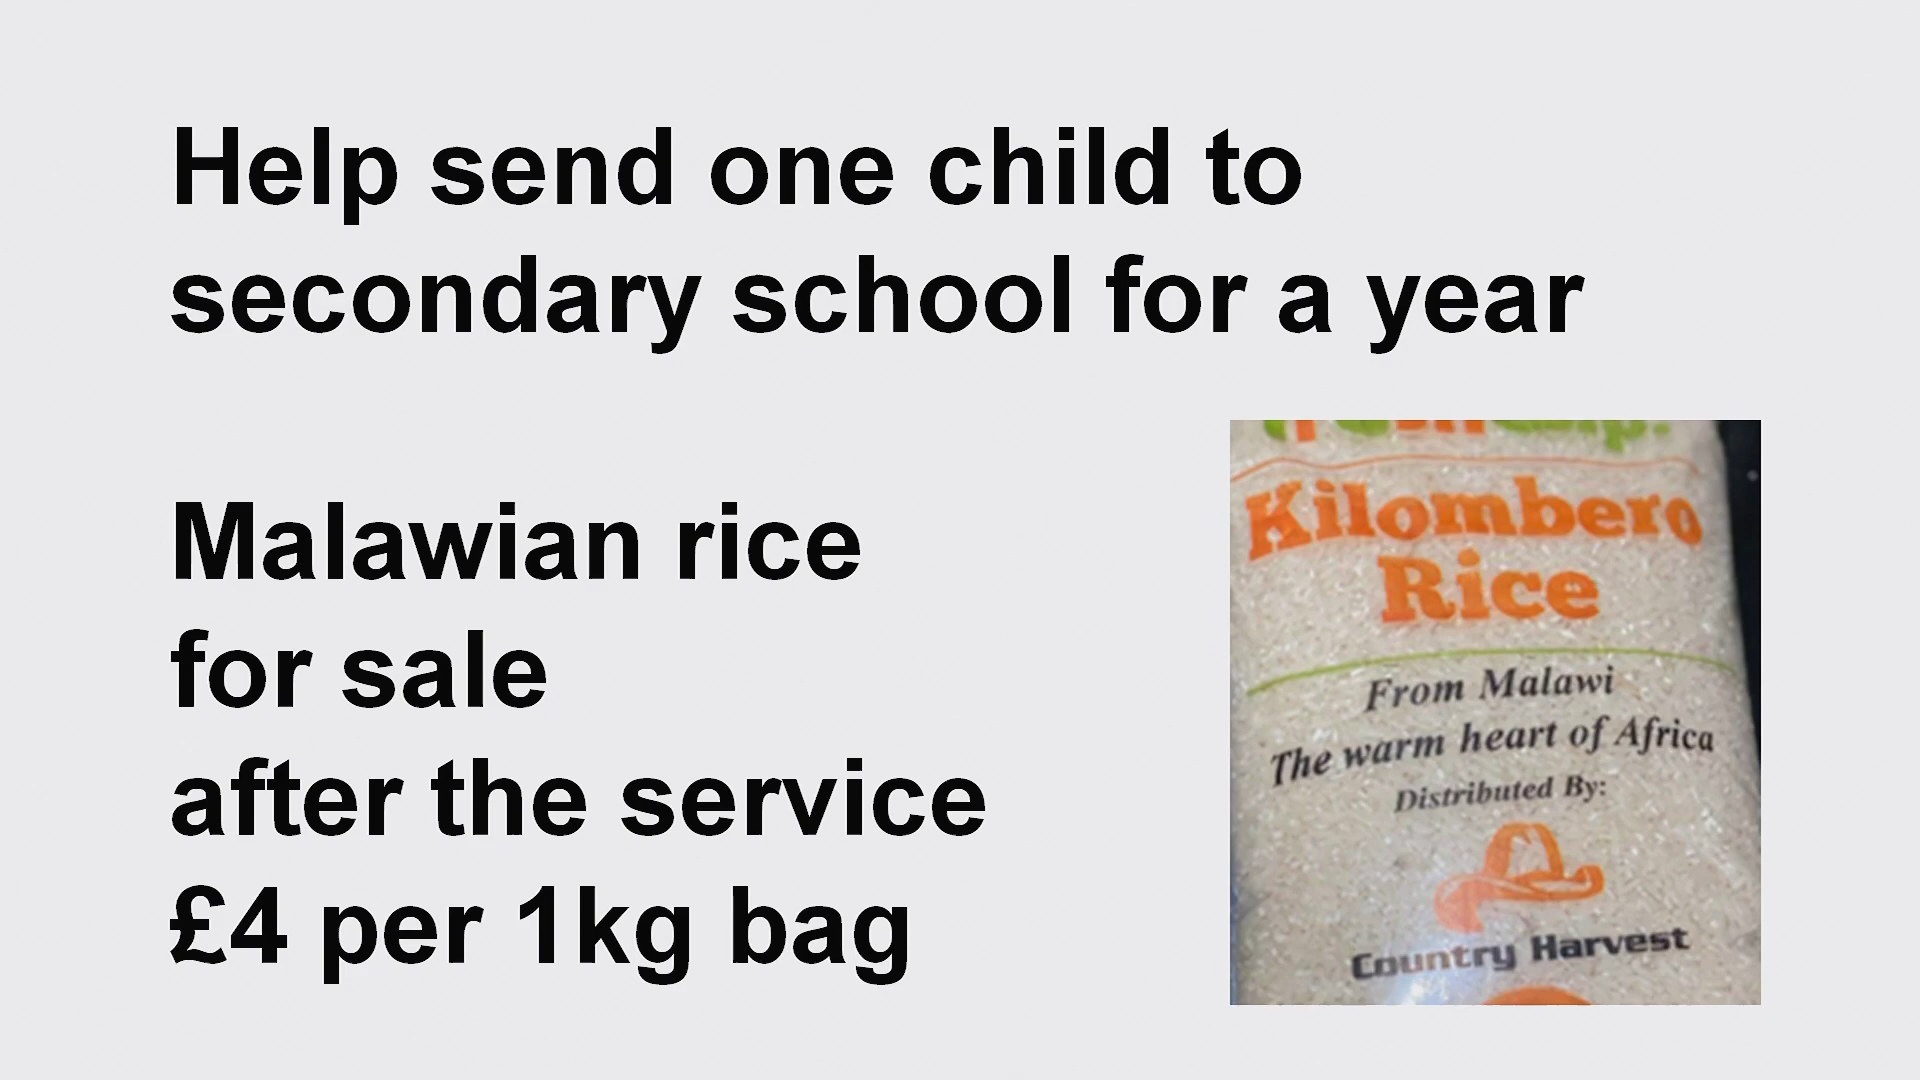 Help send one child to
secondary school for a year
Malawian rice
for sale
after the service
£4 per 1kg bag
Kilombero
Rice
From Malawi
The warm heart of Africa
Distributed By:
Country Harvest